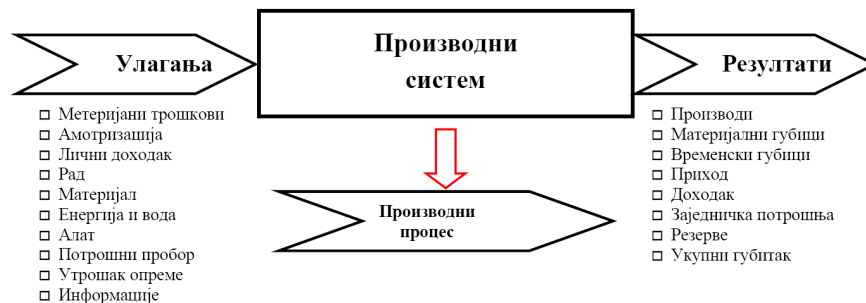 Улагања
Производни
систем
Резултати
Метеријани трошкови
Амотризација
Лични доходак
Рад
Материјал
Енергија и вода
Алат
Потрошни пробор
Утрошак опреме
Информације
Производни
процес
Производи
Материјални губици
Временски губици
Приход
Доходак
Заједничка потрошња
Резерве
Укупни губитак